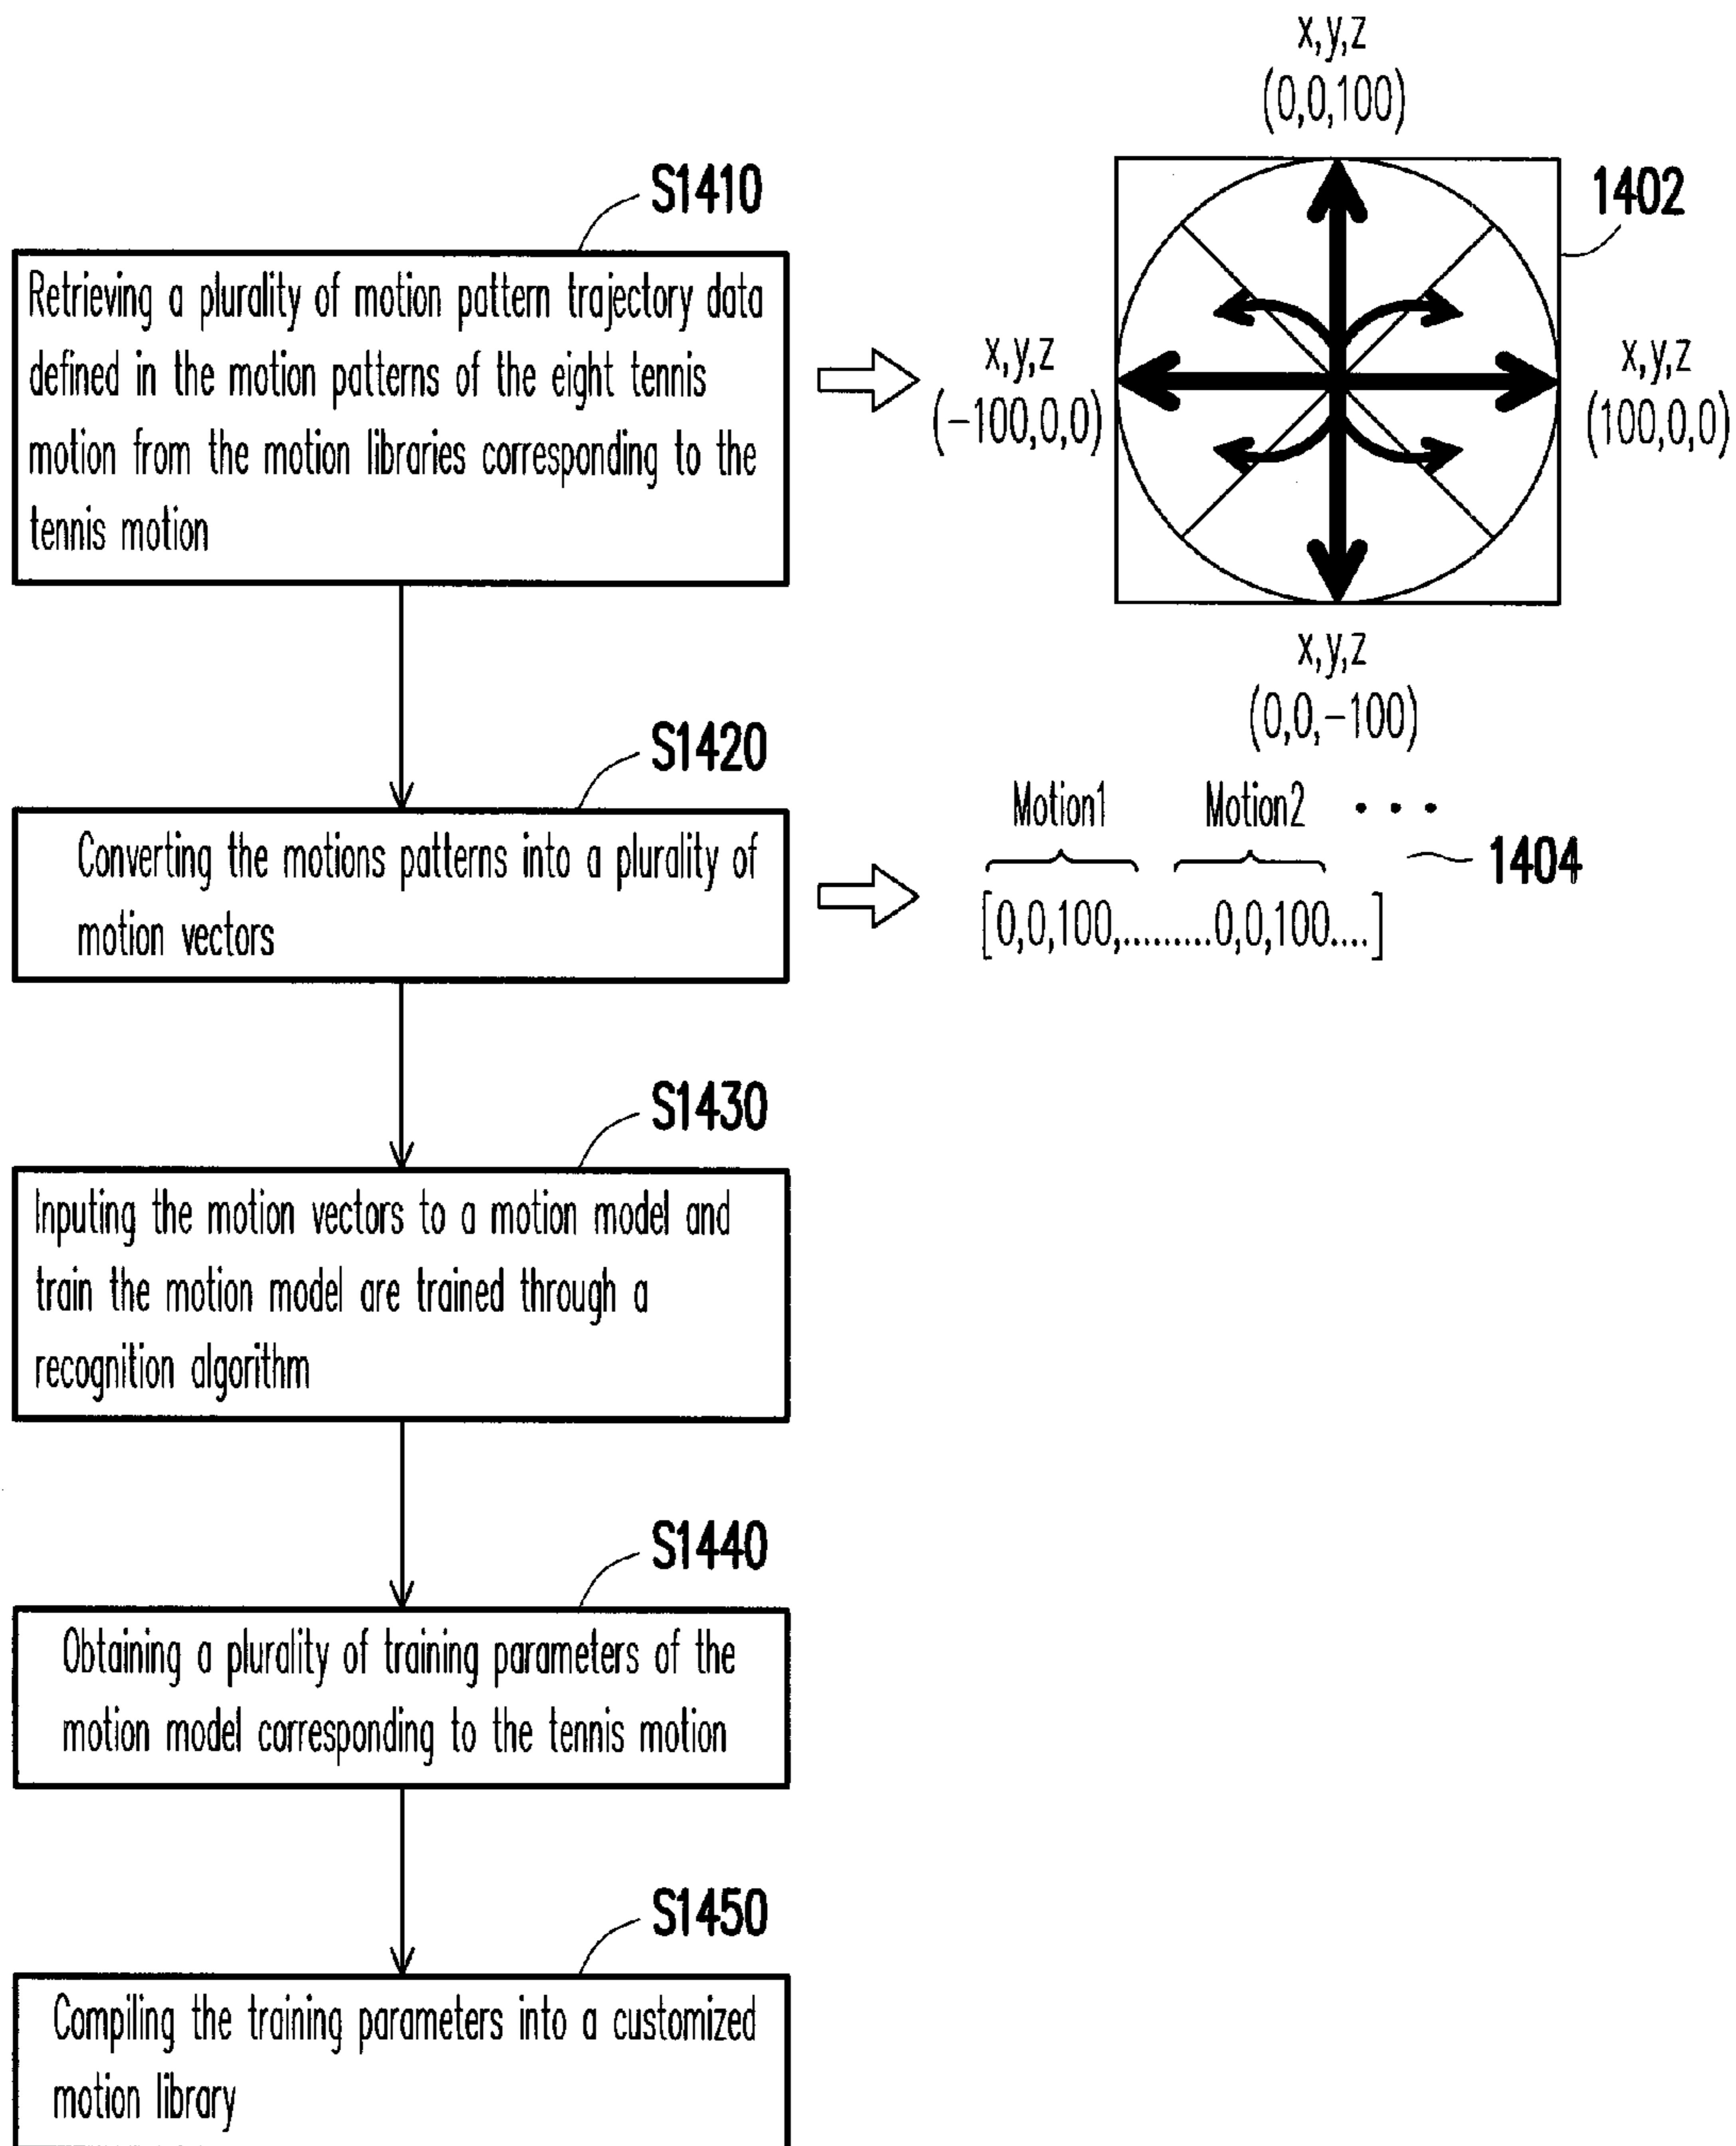 S1410
Retrieving a plurality of motion pattern trajectory data
defined in the motion patterns of the eight tennis
motion from the motion libraries corresponding to the
tennis motion
x,y,z
(0,0,100)
1402
x,y,z
(-100,0,0)
x,y,z
(100,0,0)
x,y,z
(0,0,-100)
S1420
Converting the motions patterns into a plurality of
motion vectors
Motion1 Motion2 • • •
1404
[0,0,100,.........0,0,100....]
S1430
Inputing the motion vectors to a motion model and
train the motion model are trained through a
recognition algorithm
S1440
Obtaining a plurality of training parameters of the
motion model corresponding to the tennis motion
S1450
Compiling the training parameters into a customized
motion library